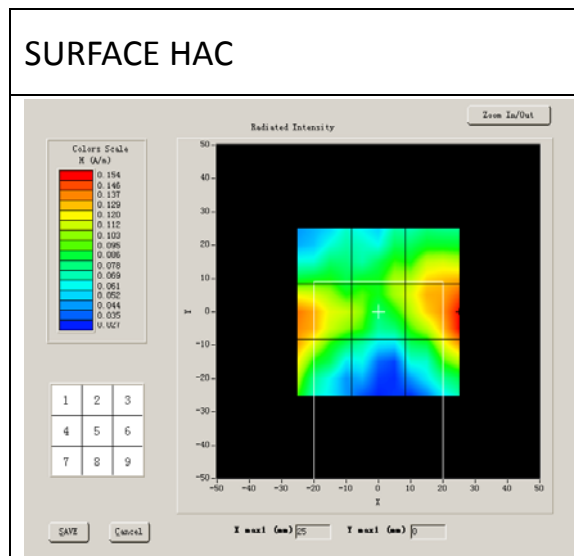 SURFACE HAC
Zoom In/Out
Radiated Intensity
Colors Scale
H (A/m)
0.154
0.146
0.137
0.129
0.120
0.112
0.103
0.095
0.086
0.078
0.069
0.061
0.052
0.044
0.035
0.027
50
40
30
20
10
0
-10
-20
-30
-40
-50
Y
-50 -40 -30 -20 -10 0 10 20 30 40 50
X
1 2 3
4 5 6
7 8 9
SAVE Cancel X max1 (mm) 25 Y max1 (mm) 0